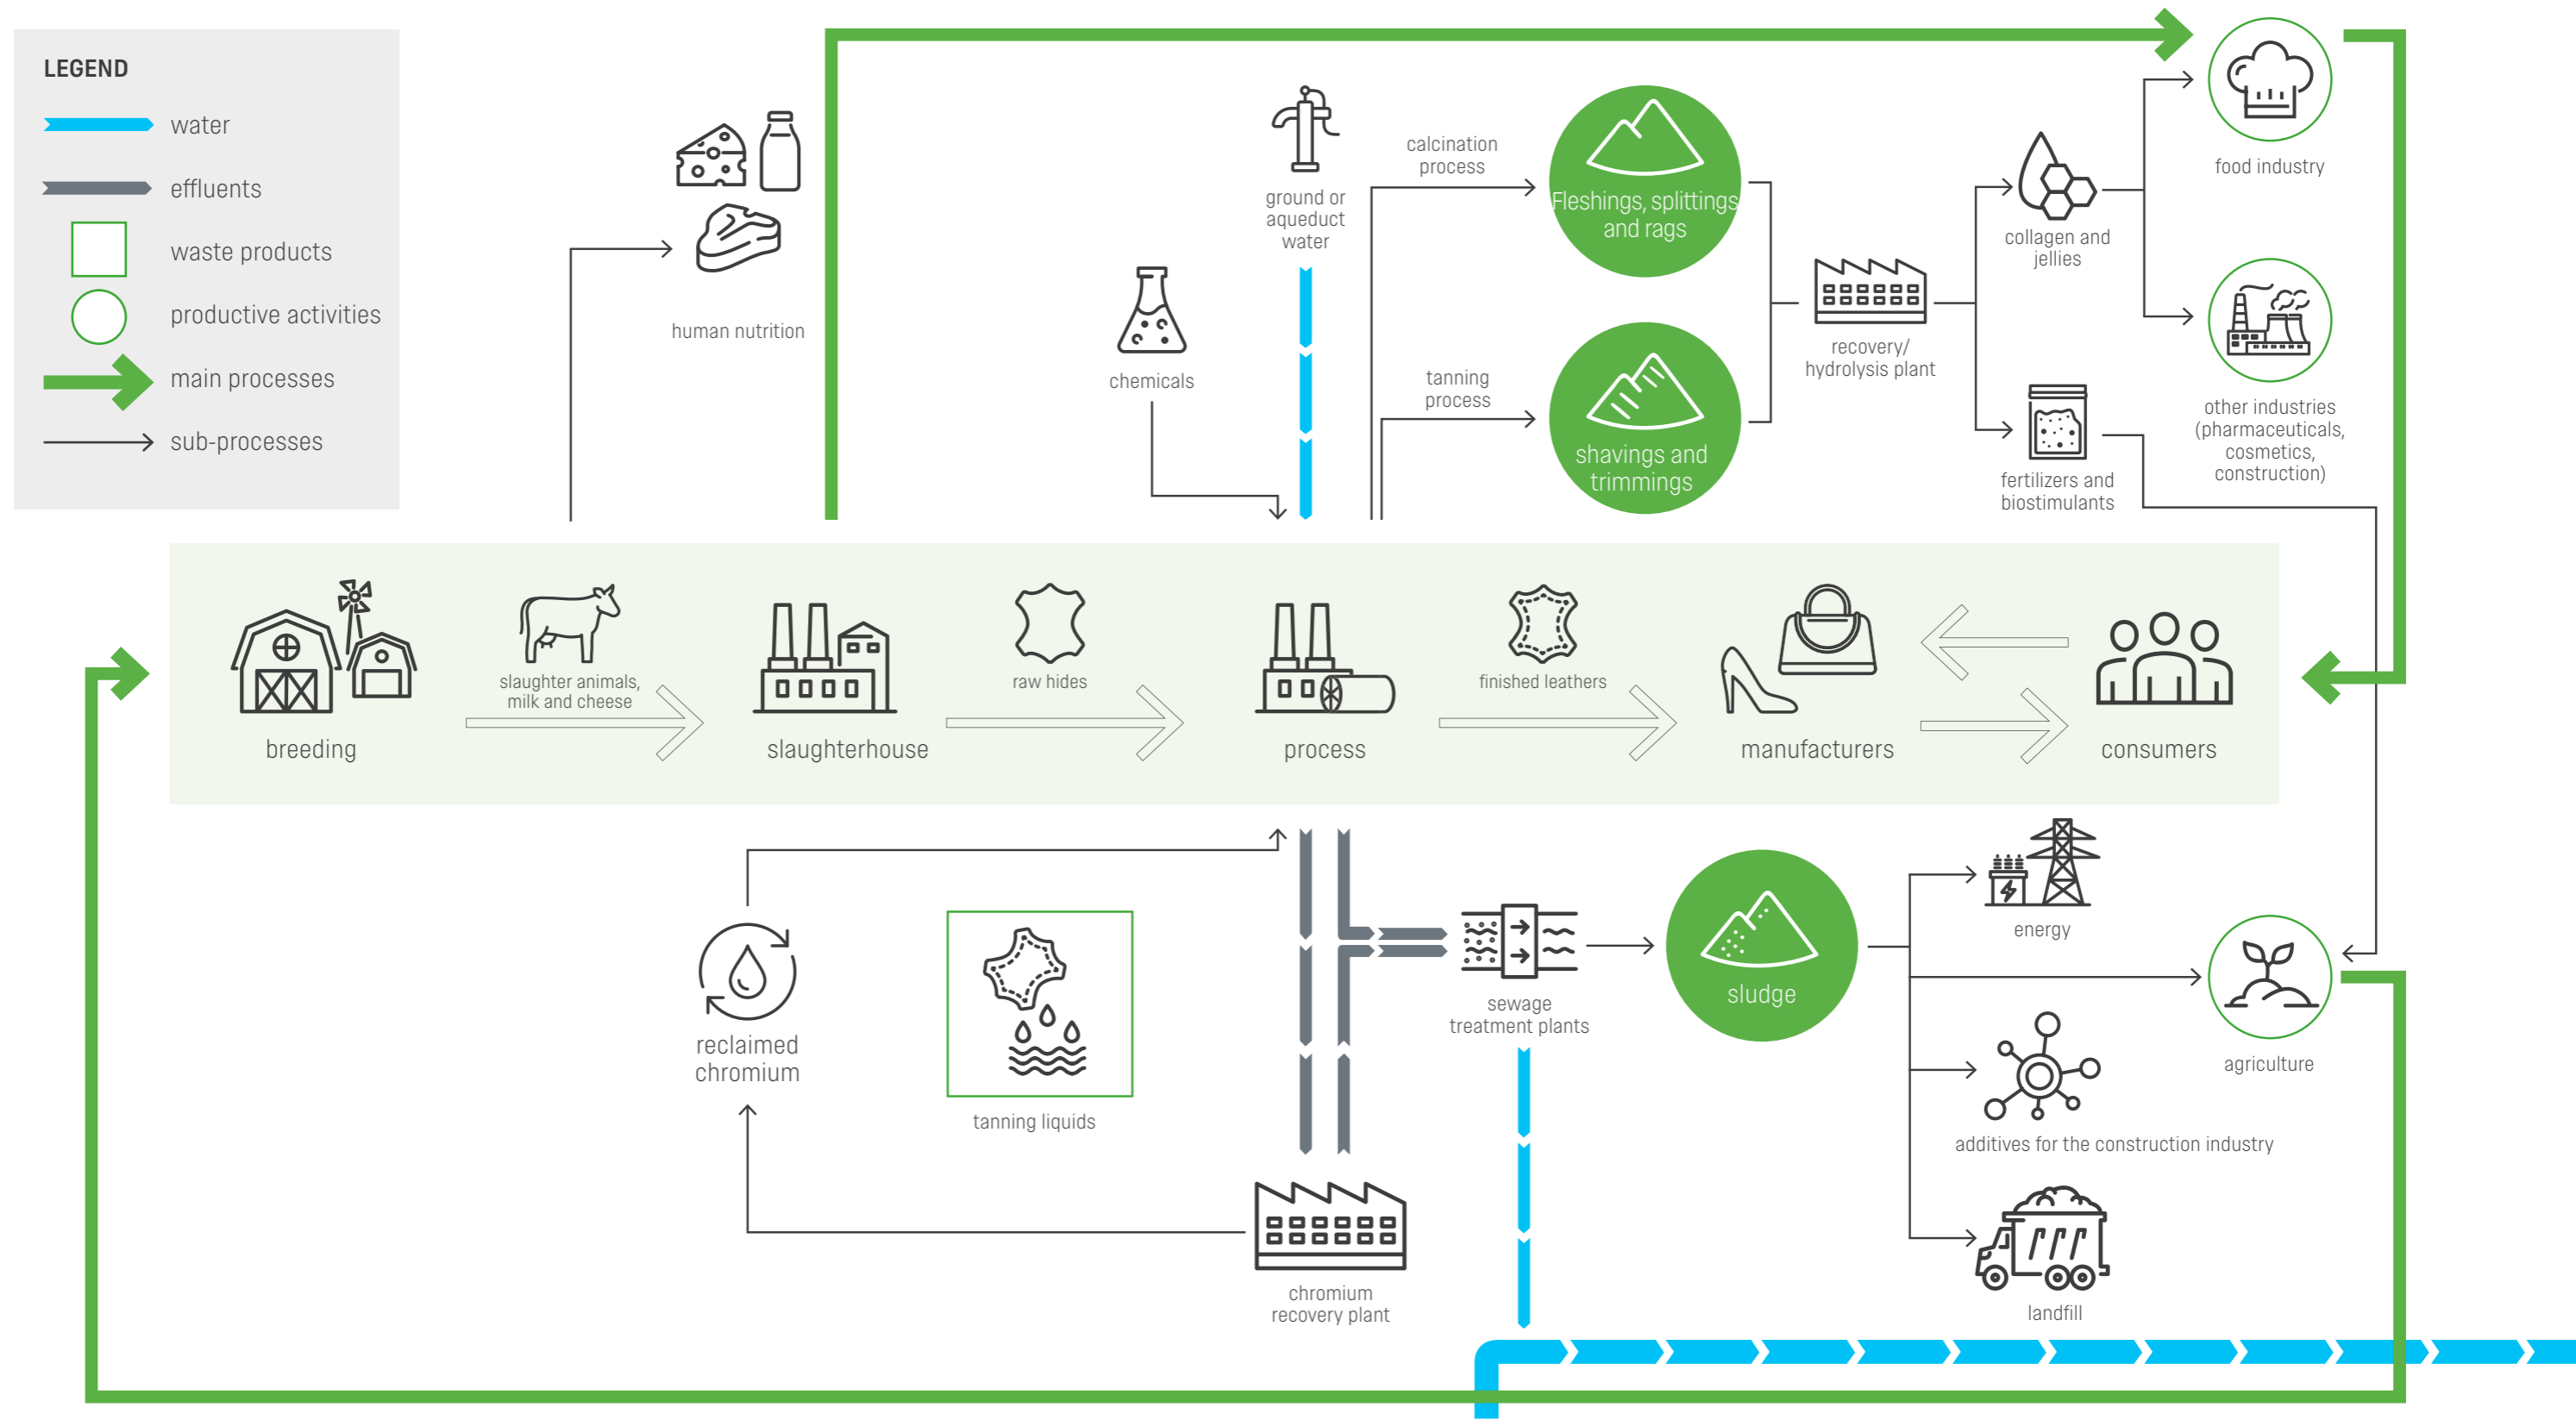 LEGEND
water
effluents
waste products
productive activities
main processes
sub-processes
human nutrition
chemicals
ground or
aqueduct
water
calcination
process
tanning
process
Fleshings, splittings
and rags
shavings and
trimmings
recovery/
hydrolysis plant
collagen and
jellies
fertilizers and
biostimulants
food industry
other industries
(pharmaceuticals,
cosmetics,
construction)
breeding
slaughter animals,
milk and cheese
slaughterhouse
raw hides
process
finished leathers
manufacturers
consumers
reclaimed
chromium
tanning liquids
chromium
recovery plant
sewage
treatment plants
sludge
energy
agriculture
additives for the construction industry
landfill